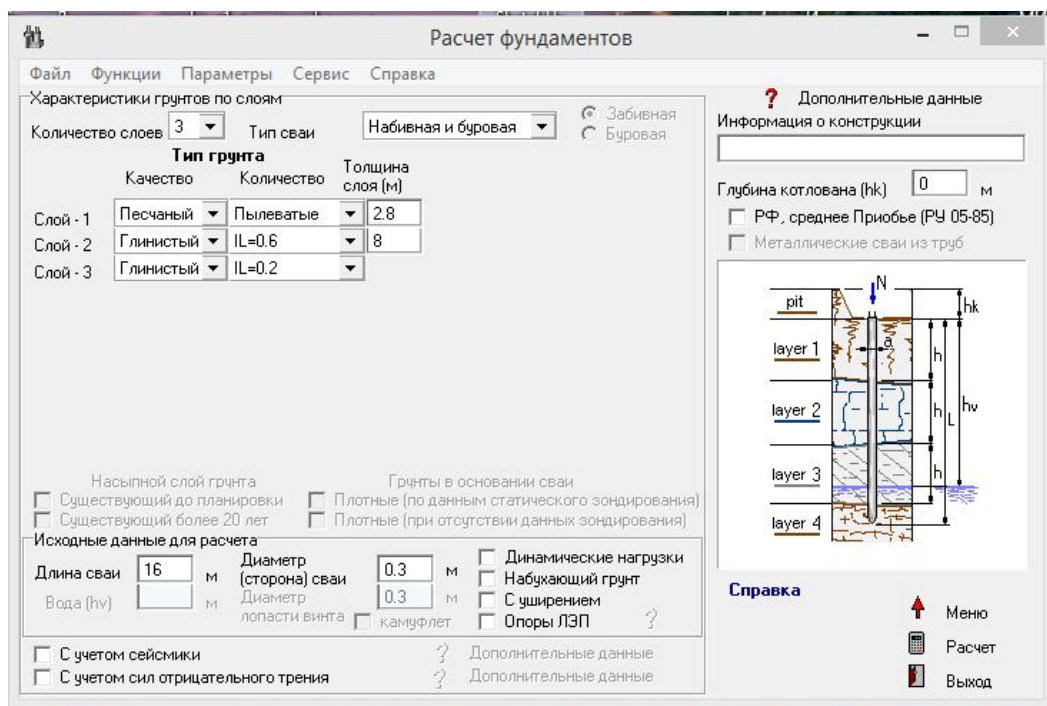 Расчет фундаментов
Файл Функции Параметры Сервис Справка
Характеристики грунтов по слоям
Количество слоев 3 Тип сваи Набивная и буровая Забивная
Буровая
Тип грунта
Качество Количество Толщина слоя (м)
Слой - 1 Песчаный Пылеватые 2.8
Слой - 2 Глинистый IL=0.6 8
Слой - 3 Глинистый IL=0.2
Насыпной слой грунта Грунты в основании сваи
Существующий до планировки Плотные (по данным статического зондирования)
Существующий более 20 лет Плотные (при отсутствии данных зондирования)
Исходные данные для расчета
Длина сваи 16 м Диаметр (сторона) сваи 0.3 м
Вода (hv) м Диаметр лопасти винта 0.3 м
камуфлет
Динамические нагрузки
Набухающий грунт
С уширением
Опоры ЛЭП ?
С учетом сейсмики ? Дополнительные данные
С учетом сил отрицательного трения ? Дополнительные данные
? Дополнительные данные
Информация о конструкции
Глубина котлована (hk) 0 м
РФ, среднее Приобье (РУ 05-85)
Металлические сваи из труб
N
pit hk
layer 1 a h
layer 2 h L hv
layer 3 h
layer 4
Справка
Меню
Расчет
Выход